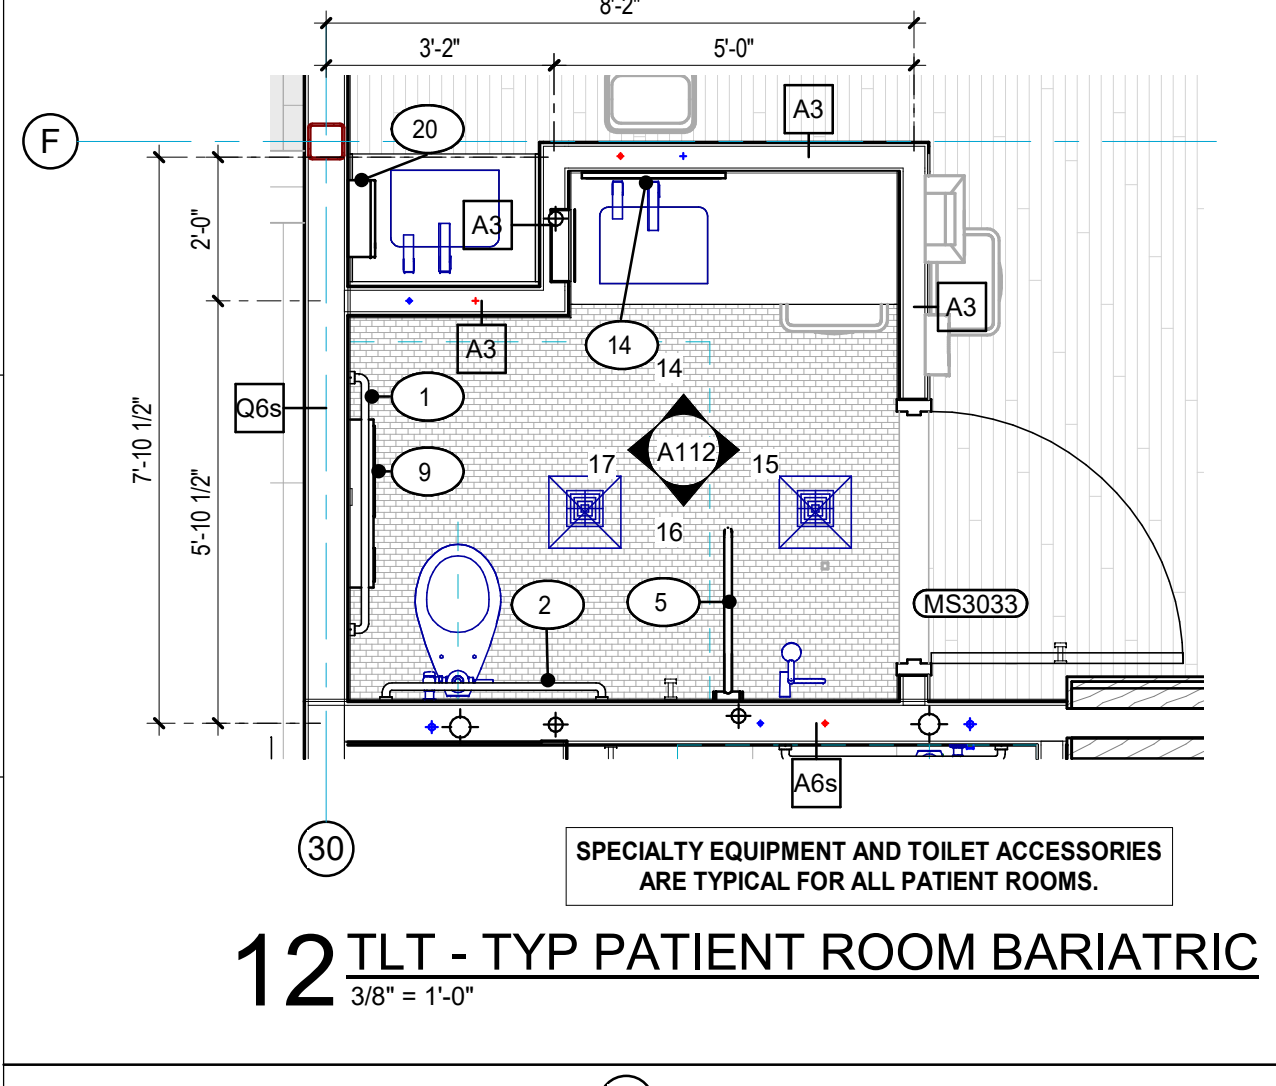 8'-2"
3'-2"
5'-0"
A3
20
F
2'-0"
A3
A3
14
A3
14
Q6s
1
7'-10 1/2"
9
17
A112
15
5'-10 1/2"
16
2
5
MS3033
A6s
30
SPECIALTY EQUIPMENT AND TOILET ACCESSORIES
ARE TYPICAL FOR ALL PATIENT ROOMS.
12 TLT - TYP PATIENT ROOM BARIATRIC
3/8" = 1'-0"